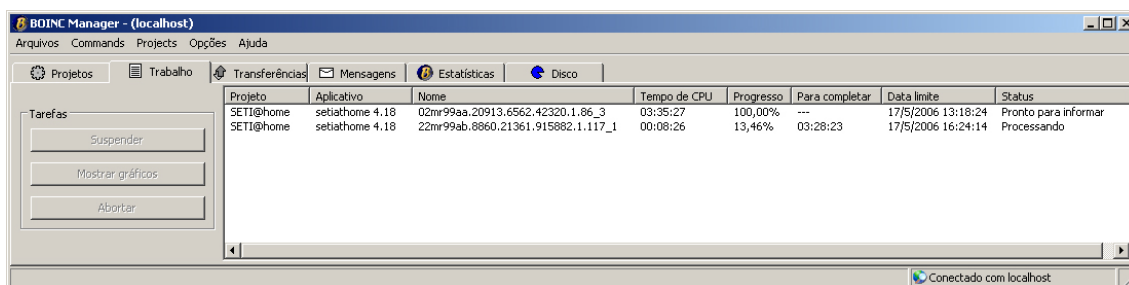 BOINC Manager - (localhost)
Arquivos Commands Projects Opções Ajuda
Projetos Trabalho Transferências Mensagens Estatísticas Disco
Tarefas
Suspender
Mostrar gráficos
Abortar
Projeto Aplicativo Nome Tempo de CPU Progresso Para completar Data limite Status
SETI@home setiathome 4.18 02mr99aa.20913.6562.42320.1.86_3 03:35:27 100,00% --- 17/5/2006 13:18:24 Pronto para informar
SETI@home setiathome 4.18 22mr99ab.8860.21361.915882.1.117_1 00:08:26 13,46% 03:28:23 17/5/2006 16:24:14 Processando
Conectado com localhost